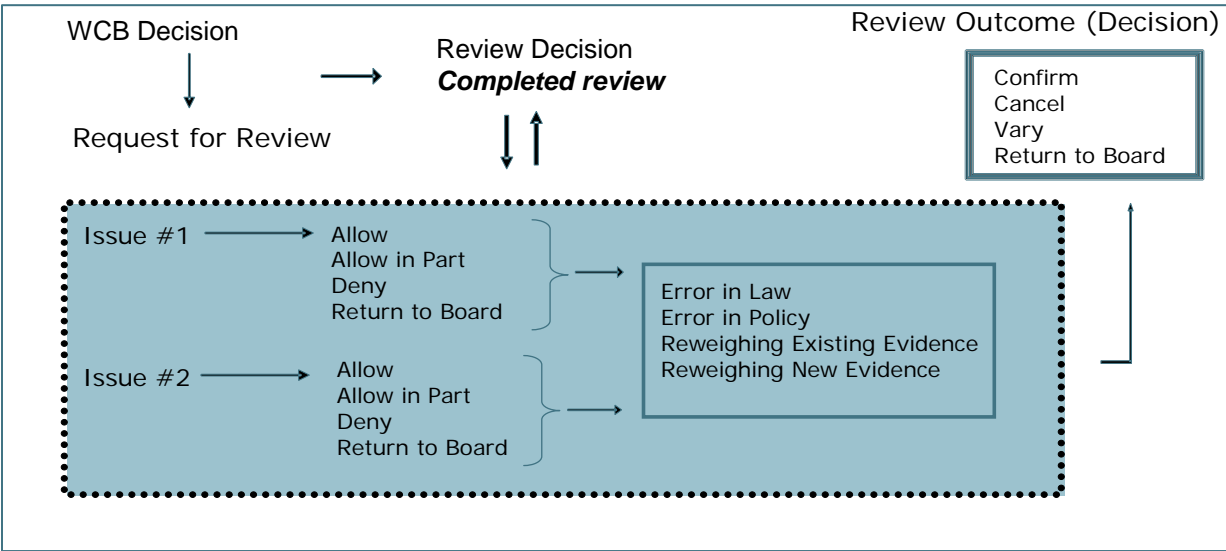 WCB Decision
Request for Review
Review Decision
Completed review
Review Outcome (Decision)
Confirm
Cancel
Vary
Return to Board
Issue #1
Allow
Allow in Part
Deny
Return to Board
Issue #2
Allow
Allow in Part
Deny
Return to Board
Error in Law
Error in Policy
Reweighing Existing Evidence
Reweighing New Evidence